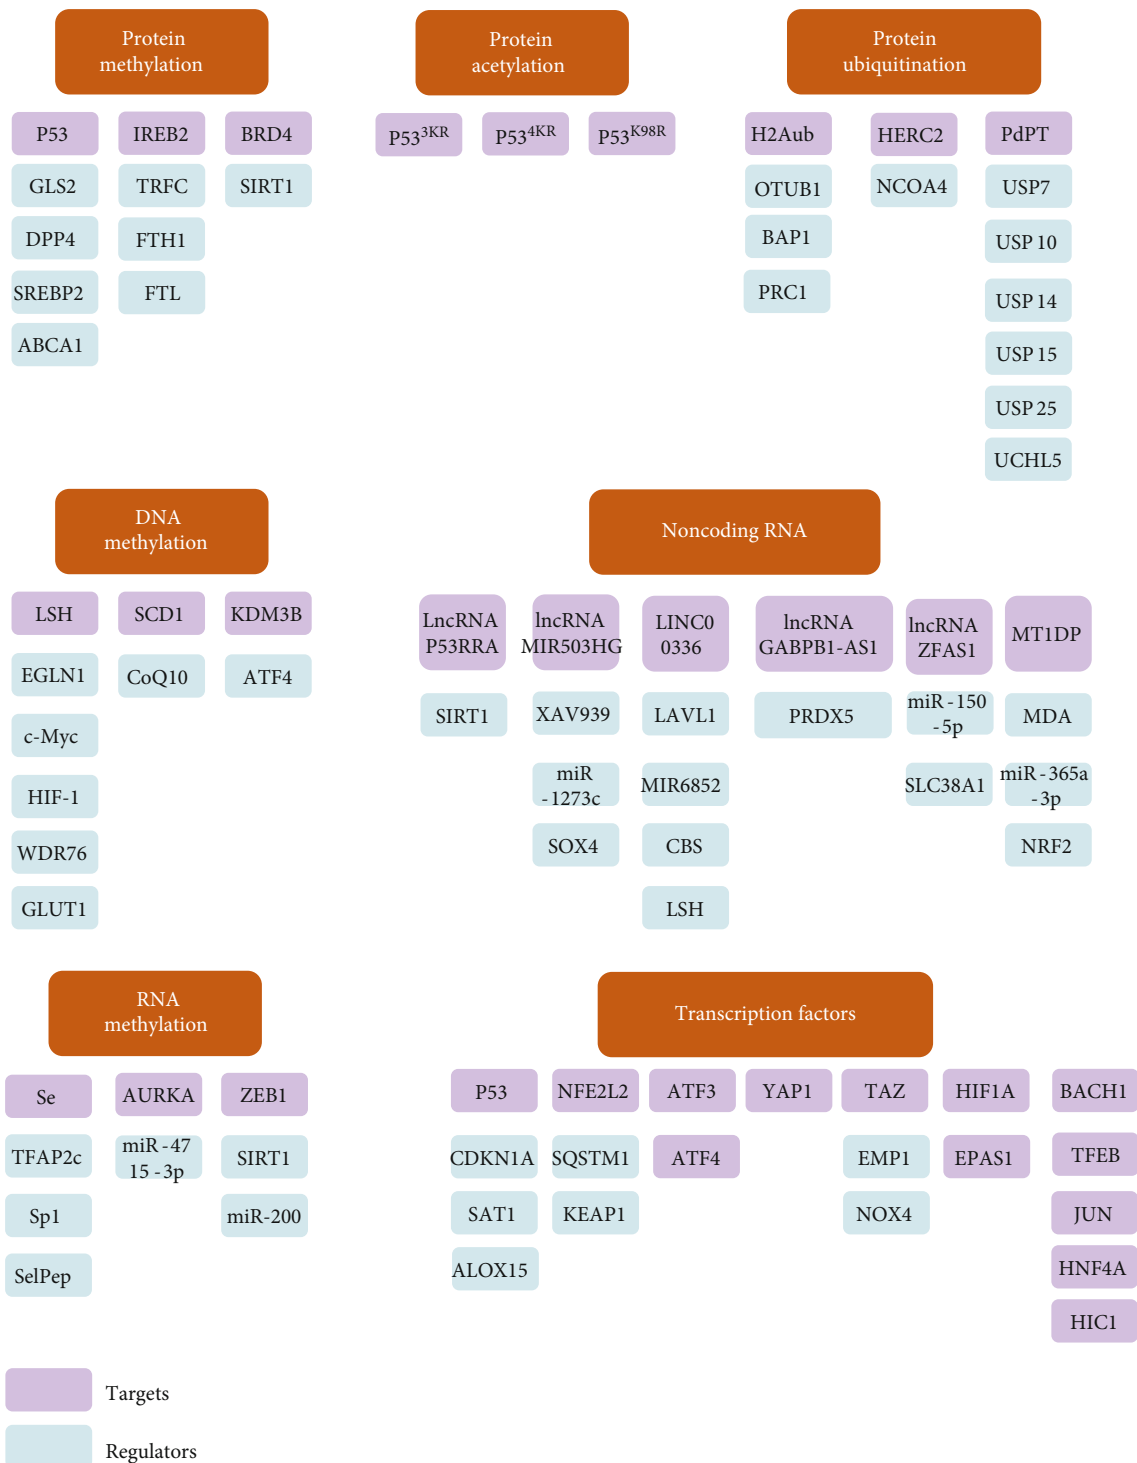 Protein
methylation
Protein
acetylation
Protein
ubiquitination
P53
IREB2
BRD4
P53³ᴷᴿ
P53⁴ᴷᴿ
P53ᴷ⁹⁸ᴿ
H2Aub
HERC2
PdPT
GLS2
TRFC
SIRT1
OTUB1
NCOA4
USP7
DPP4
FTH1
BAP1
USP 10
SREBP2
FTL
PRC1
USP 14
ABCA1
USP 15
USP 25
UCHL5
DNA
methylation
Noncoding RNA
LSH
SCD1
KDM3B
LncRNA
P53RRA
lncRNA
MIR503HG
LINC0
0336
lncRNA
GABPB1-AS1
lncRNA
ZFAS1
MT1DP
EGLN1
CoQ10
ATF4
SIRT1
XAV939
LAVL1
PRDX5
miR-150
-5p
MDA
c-Myc
HIF-1
miR
-1273c
MIR6852
SLC38A1
miR-365a
-3p
WDR76
SOX4
CBS
NRF2
GLUT1
LSH
RNA
methylation
Transcription factors
Se
AURKA
ZEB1
P53
NFE2L2
ATF3
YAP1
TAZ
HIF1A
BACH1
TFAP2c
miR-47
15-3p
SIRT1
CDKN1A
SQSTM1
ATF4
EMP1
EPAS1
TFEB
Sp1
miR-200
SAT1
KEAP1
NOX4
JUN
SelPep
ALOX15
HNF4A
HIC1
Targets
Regulators